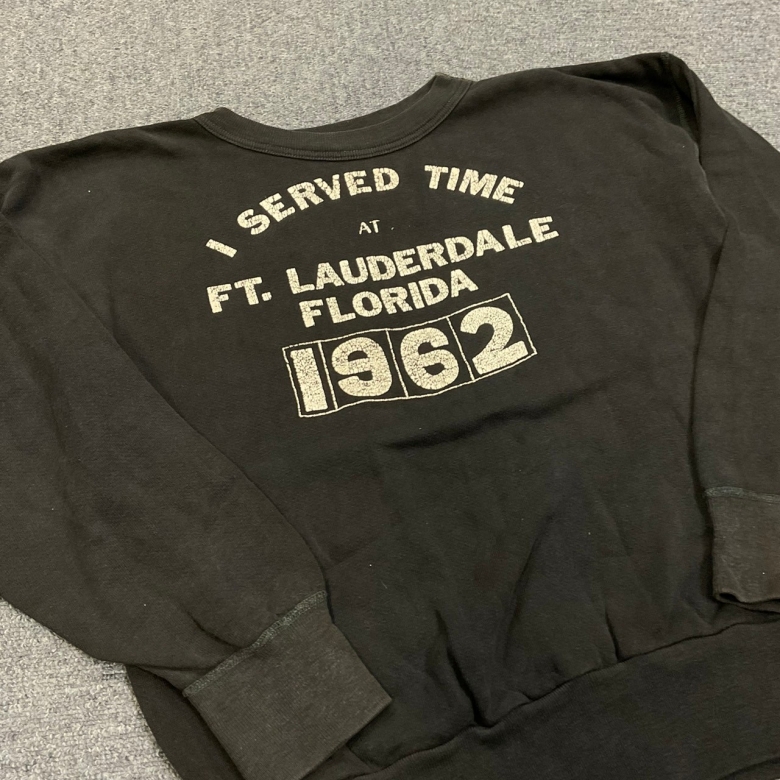 I SERVED TIME
AT
FT. LAUDERDALE
FLORIDA
1962